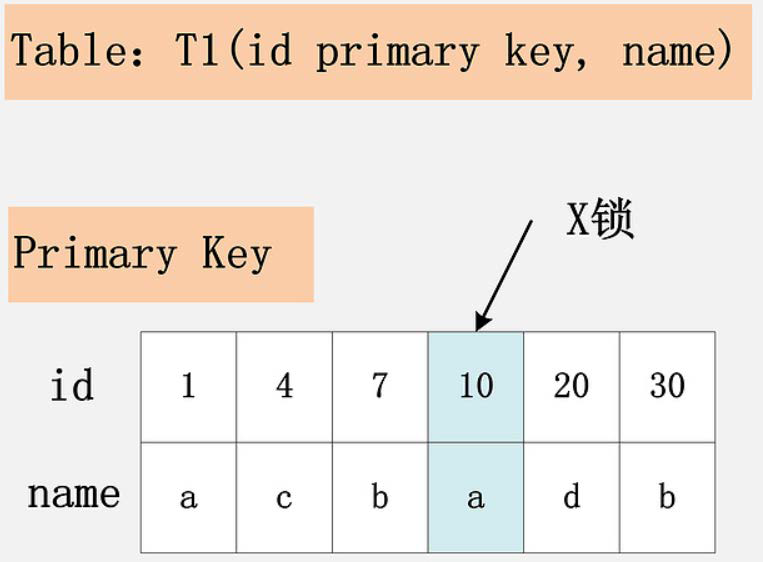 Table：T1(id primary key, name)
X锁
Primary Key
id 1 4 7 10 20 30
name a c b a d b